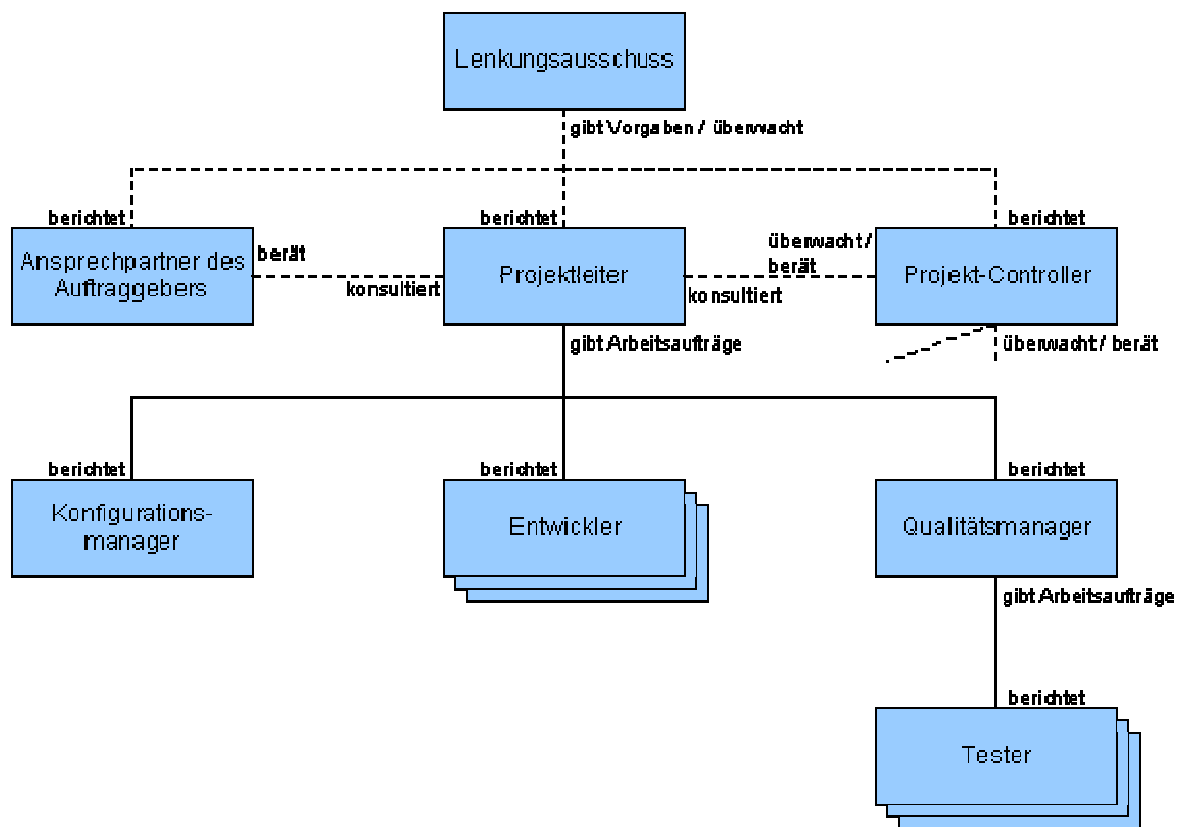 Lenkungsausschuss
gibt Vorgaben / überwacht
berichtet
berichtet
berichtet
Ansprechpartner des
Auftraggebers
berät
konsultiert
Projektleiter
überwacht /
berät
konsultiert
Projekt-Controller
gibt Arbeitsaufträge
überwacht / berät
berichtet
berichtet
berichtet
Konfigurations-
manager
Entwickler
Qualitätsmanager
gibt Arbeitsaufträge
berichtet
Tester